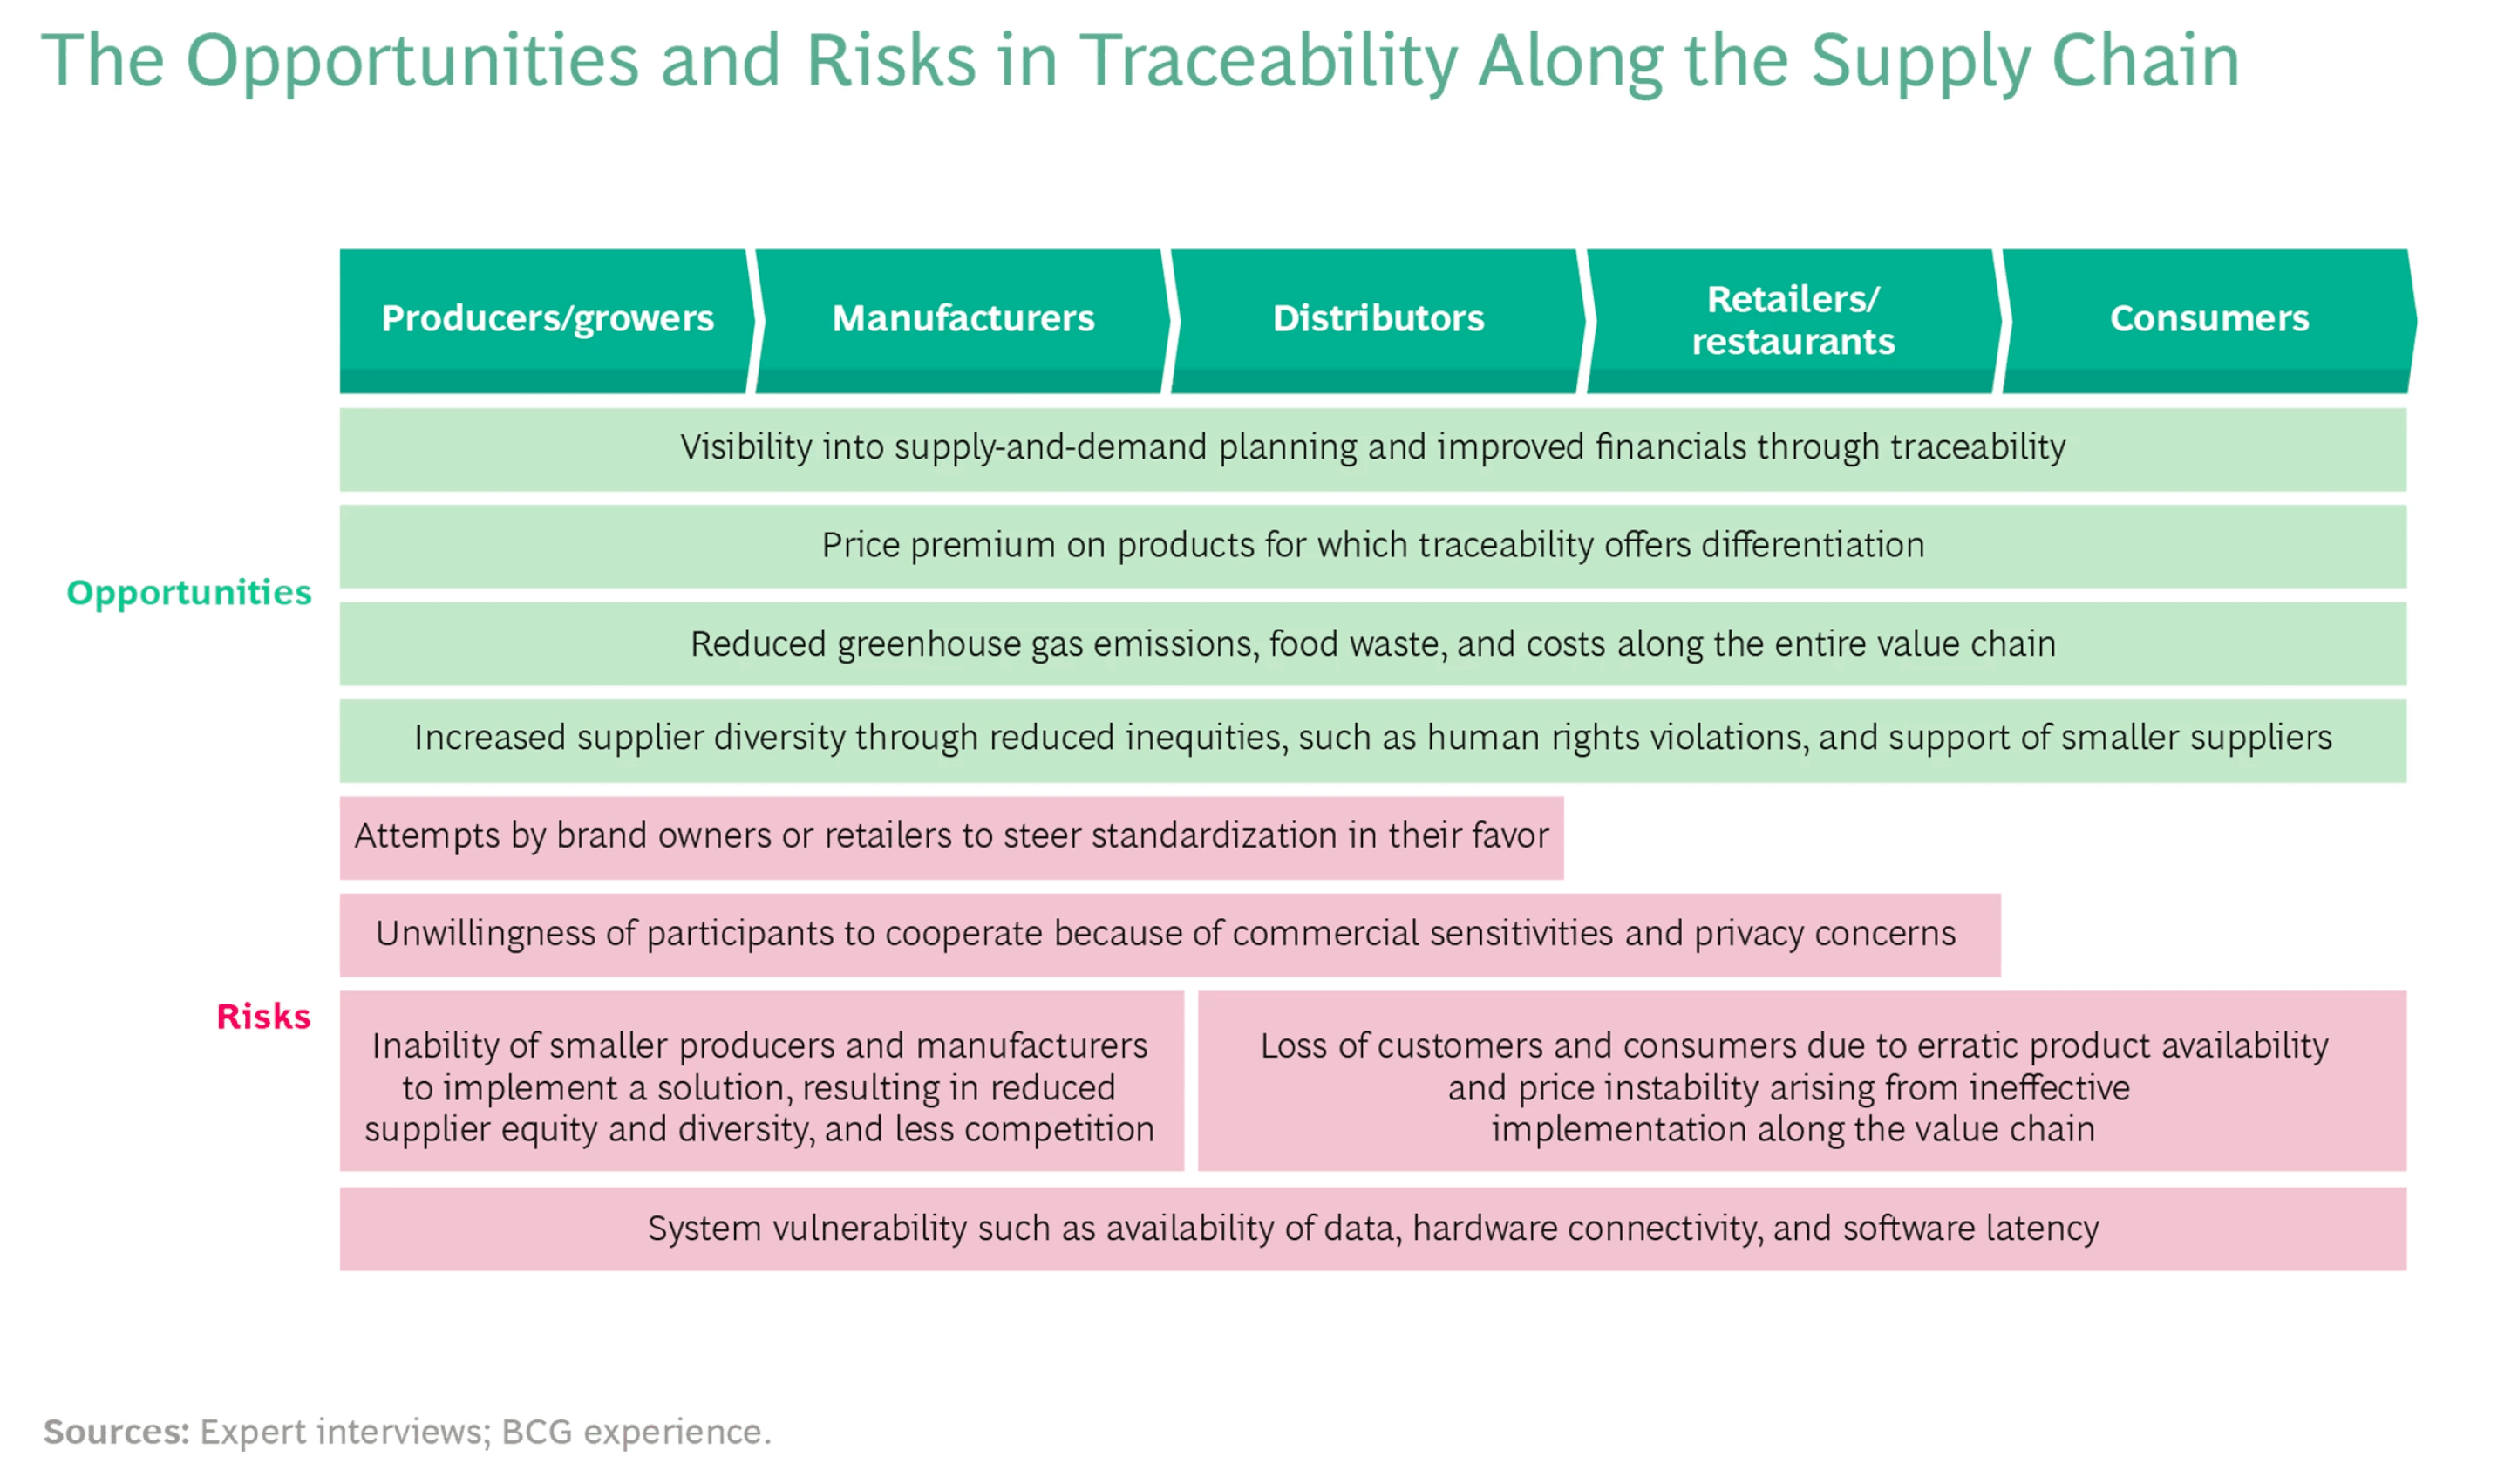 The Opportunities and Risks in Traceability Along the Supply Chain
Producers/growers
Manufacturers
Distributors
Retailers/
restaurants
Consumers
Opportunities
Visibility into supply-and-demand planning and improved financials through traceability
Price premium on products for which traceability offers differentiation
Reduced greenhouse gas emissions, food waste, and costs along the entire value chain
Increased supplier diversity through reduced inequities, such as human rights violations, and support of smaller suppliers
Risks
Attempts by brand owners or retailers to steer standardization in their favor
Unwillingness of participants to cooperate because of commercial sensitivities and privacy concerns
Inability of smaller producers and manufacturers
to implement a solution, resulting in reduced
supplier equity and diversity, and less competition
Loss of customers and consumers due to erratic product availability
and price instability arising from ineffective
implementation along the value chain
System vulnerability such as availability of data, hardware connectivity, and software latency
Sources: Expert interviews; BCG experience.